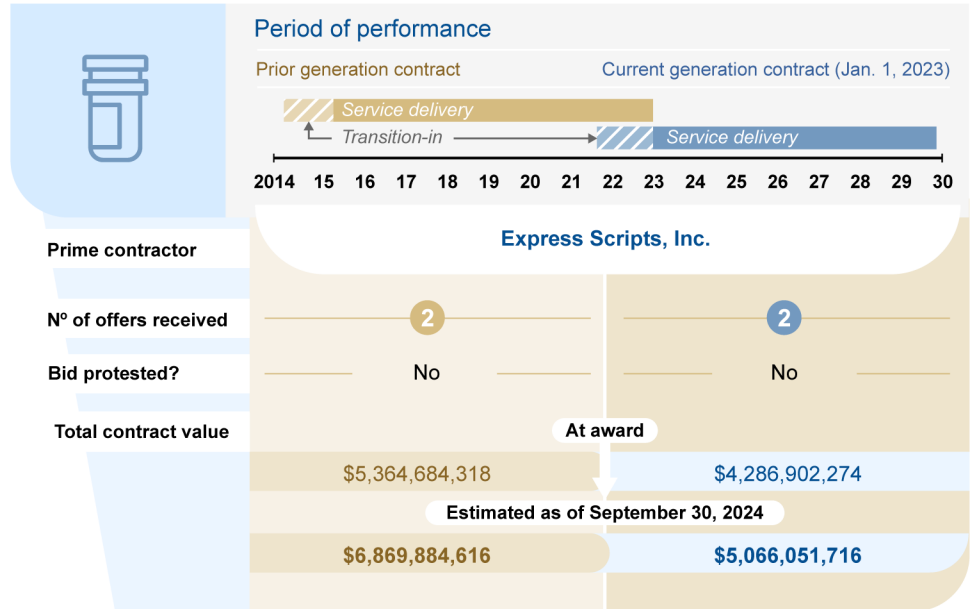 Period of performance
Prior generation contract
Current generation contract (Jan. 1, 2023)
Service delivery
Transition-in
Service delivery
2014 15 16 17 18 19 20 21 22 23 24 25 26 27 28 29 30
Prime contractor
Express Scripts, Inc.
Nº of offers received
2
2
Bid protested?
No
No
Total contract value
At award
$5,364,684,318
$4,286,902,274
Estimated as of September 30, 2024
$6,869,884,616
$5,066,051,716